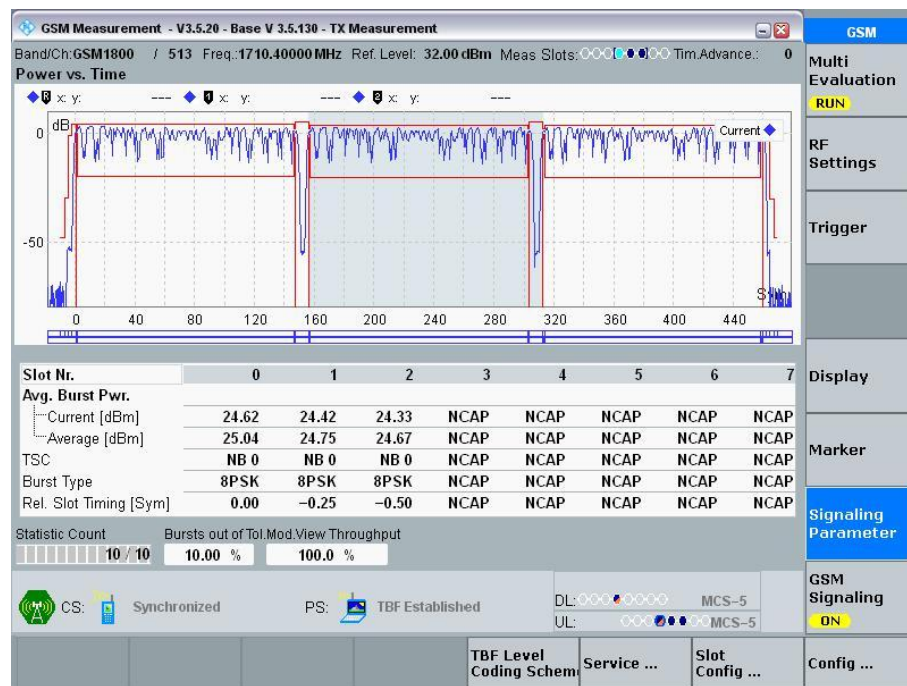 GSM Measurement - V3.5.20 - Base V 3.5.130 - TX Measurement
GSM
Band/Ch:GSM1800 / 513 Freq.:1710.40000 MHz Ref. Level: 32.00 dBm Meas Slots: Tim.Advance.: 0
Power vs. Time
R x: y: --- 1 x: y: --- 2 x: y: ---
Multi
Evaluation
RUN
dB
Current
0
-50
0 40 80 120 160 200 240 280 320 360 400 440
RF
Settings
Trigger
Slot Nr. 0 1 2 3 4 5 6 7
Avg. Burst Pwr.
Current [dBm] 24.62 24.42 24.33 NCAP NCAP NCAP NCAP NCAP
Average [dBm] 25.04 24.75 24.67 NCAP NCAP NCAP NCAP NCAP
TSC NB 0 NB 0 NB 0 NCAP NCAP NCAP NCAP NCAP
Burst Type 8PSK 8PSK 8PSK NCAP NCAP NCAP NCAP NCAP
Rel. Slot Timing [Sym] 0.00 −0.25 −0.50 NCAP NCAP NCAP NCAP NCAP
Display
Marker
Signaling
Parameter
Statistic Count Bursts out of Tol. Mod.View Throughput
10 / 10 10.00 % 100.0 %
CS: Synchronized PS: TBF Established
DL: MCS−5
UL: MCS−5
GSM
Signaling
ON
TBF Level
Coding Schem
Service ...
Slot
Config ...
Config ...